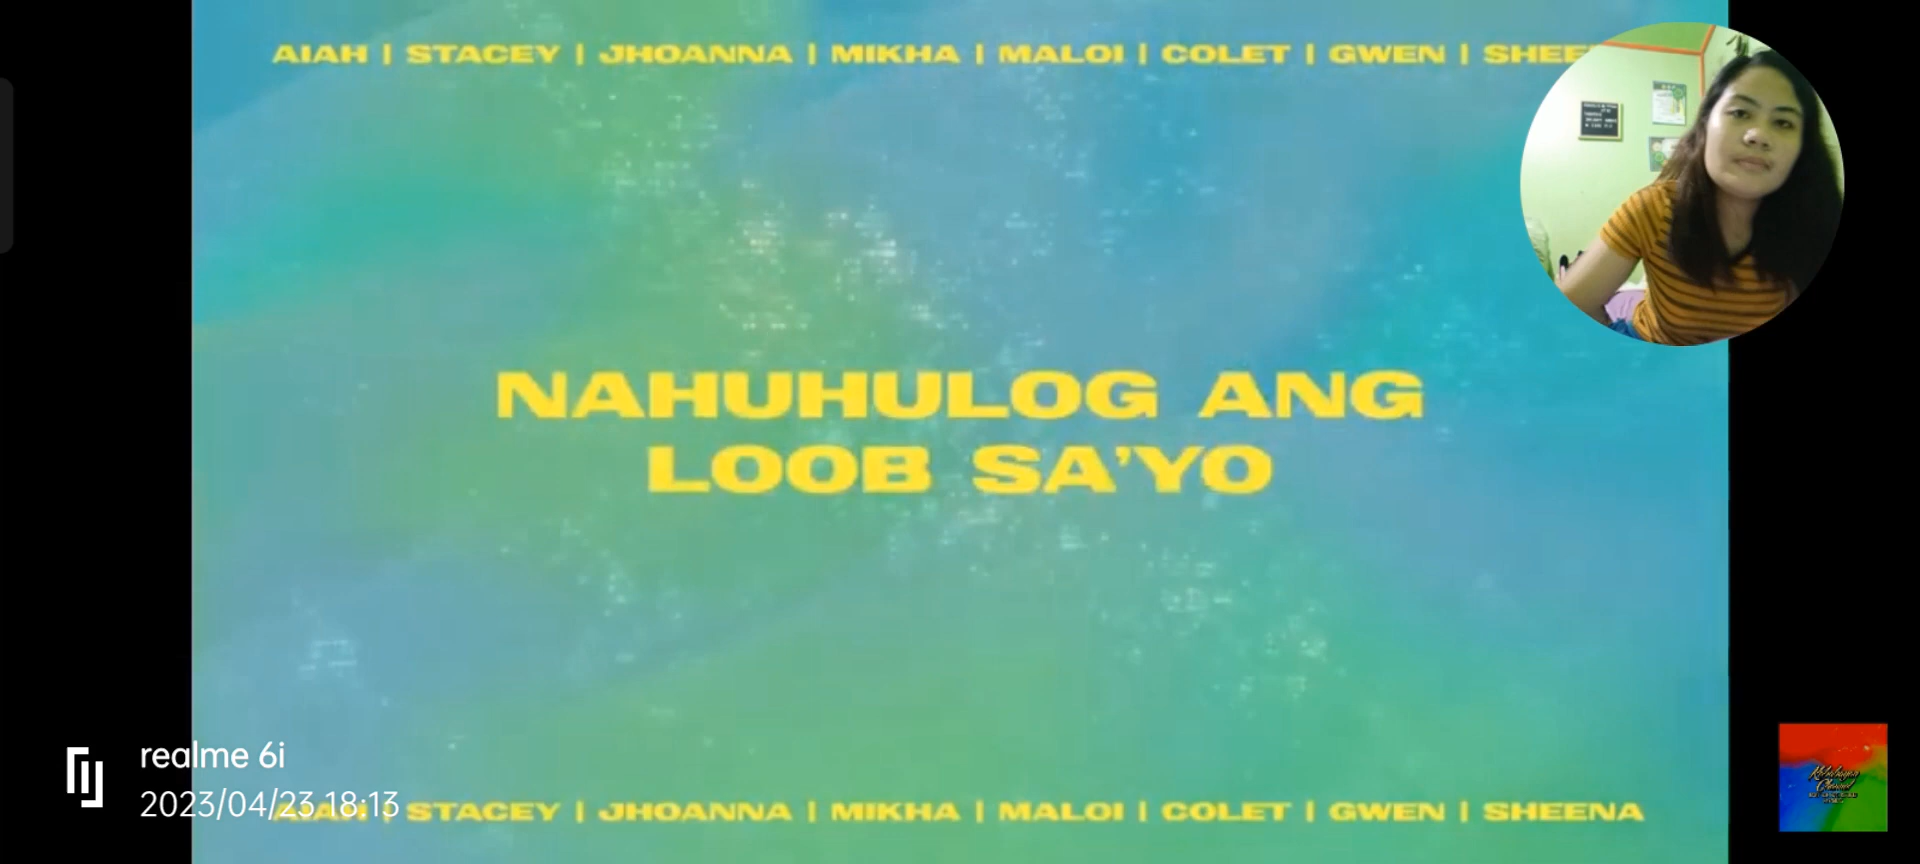 AIAH | STACEY | JHOANNA | MIKHA | MALOI | COLET | GWEN | SHEE
NAHUHULOG ANG
LOOB SA'YO
realme 6i
2023/04/23 18:13
AIAH | STACEY | JHOANNA | MIKHA | MALOI | COLET | GWEN | SHEENA